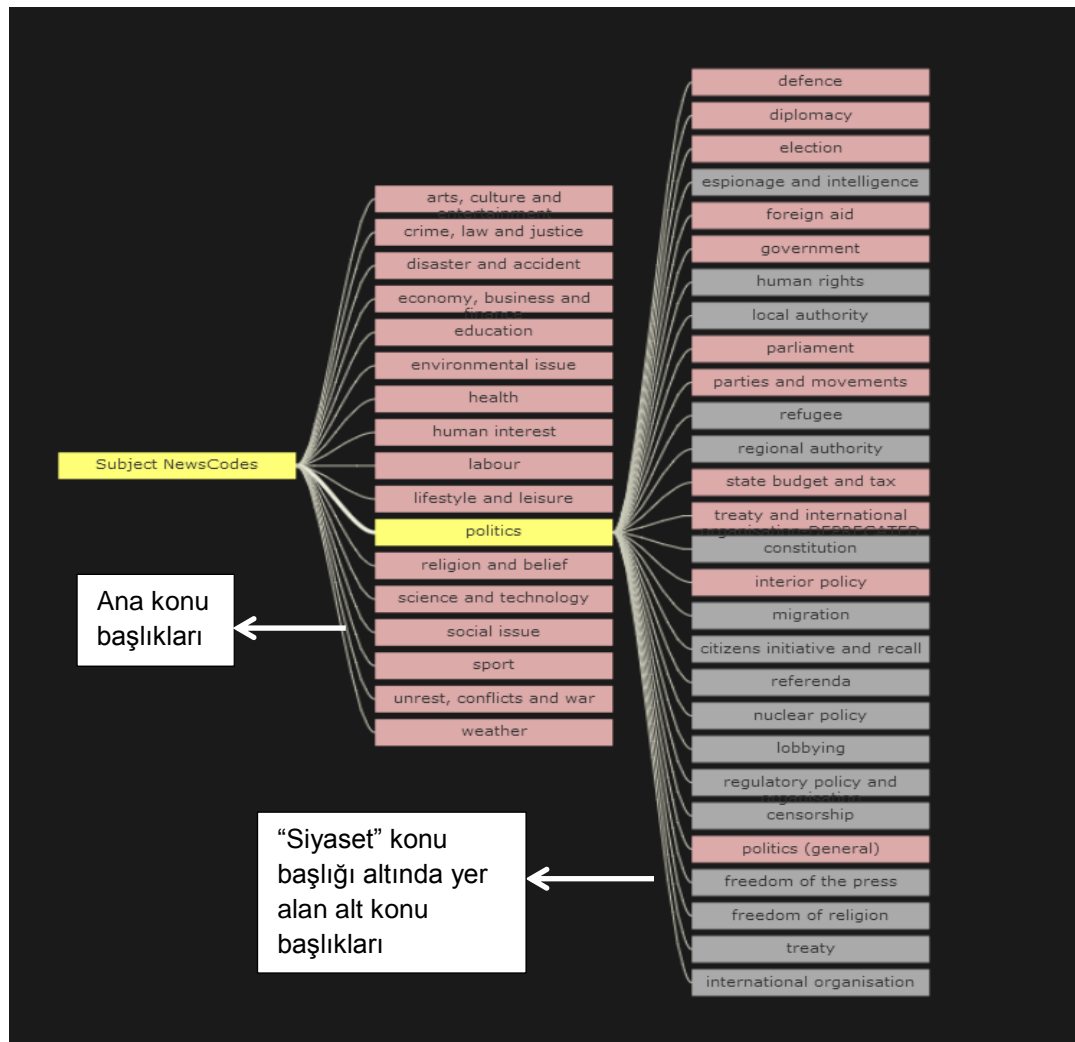 Subject NewsCodes
arts, culture and
entertainment
crime, law and justice
disaster and accident
economy, business and
finance
education
environmental issue
health
human interest
labour
lifestyle and leisure
politics
religion and belief
science and technology
social issue
sport
unrest, conflicts and war
weather
defence
diplomacy
election
espionage and intelligence
foreign aid
government
human rights
local authority
parliament
parties and movements
refugee
regional authority
state budget and tax
treaty and international
organisation-DEPRECATED
constitution
interior policy
migration
citizens initiative and recall
referenda
nuclear policy
lobbying
regulatory policy and
organisation
censorship
politics (general)
freedom of the press
freedom of religion
treaty
international organisation
Ana konu
başlıkları
“Siyaset” konu
başlığı altında yer
alan alt konu
başlıkları